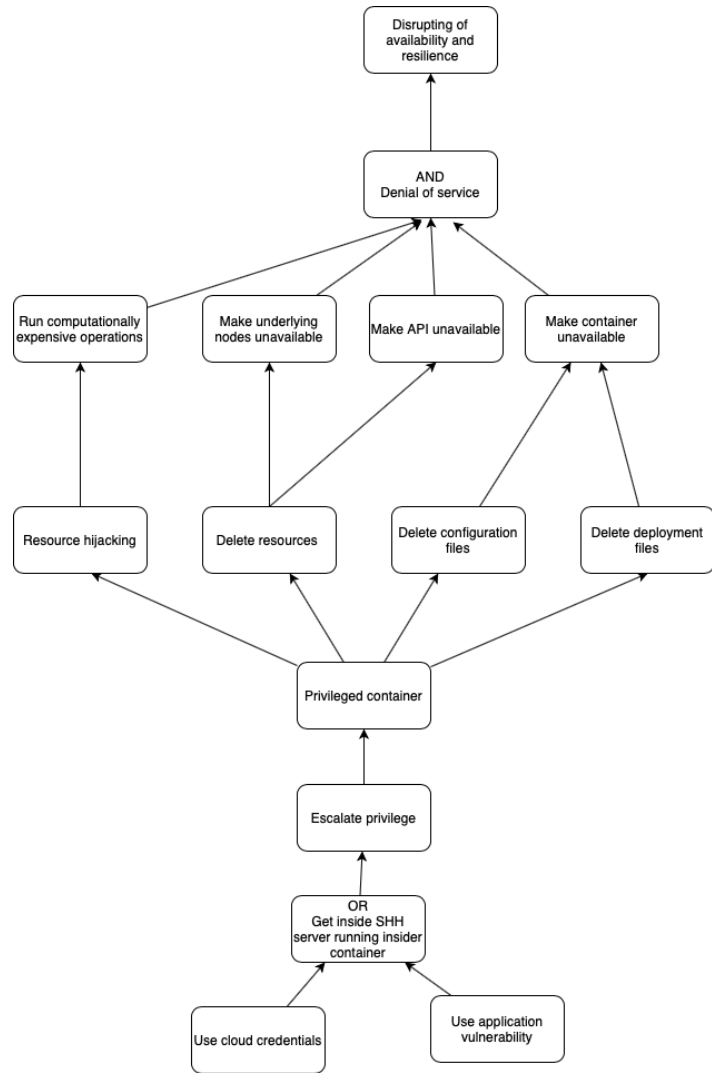 Disrupting of
availability and
resilience
AND
Denial of service
Run computationally
expensive operations
Make underlying
nodes unavailable
Make API unavailable
Make container
unavailable
Resource hijacking
Delete resources
Delete configuration
files
Delete deployment
files
Privileged container
Escalate privilege
OR
Get inside SHH
server running insider
container
Use cloud credentials
Use application
vulnerability